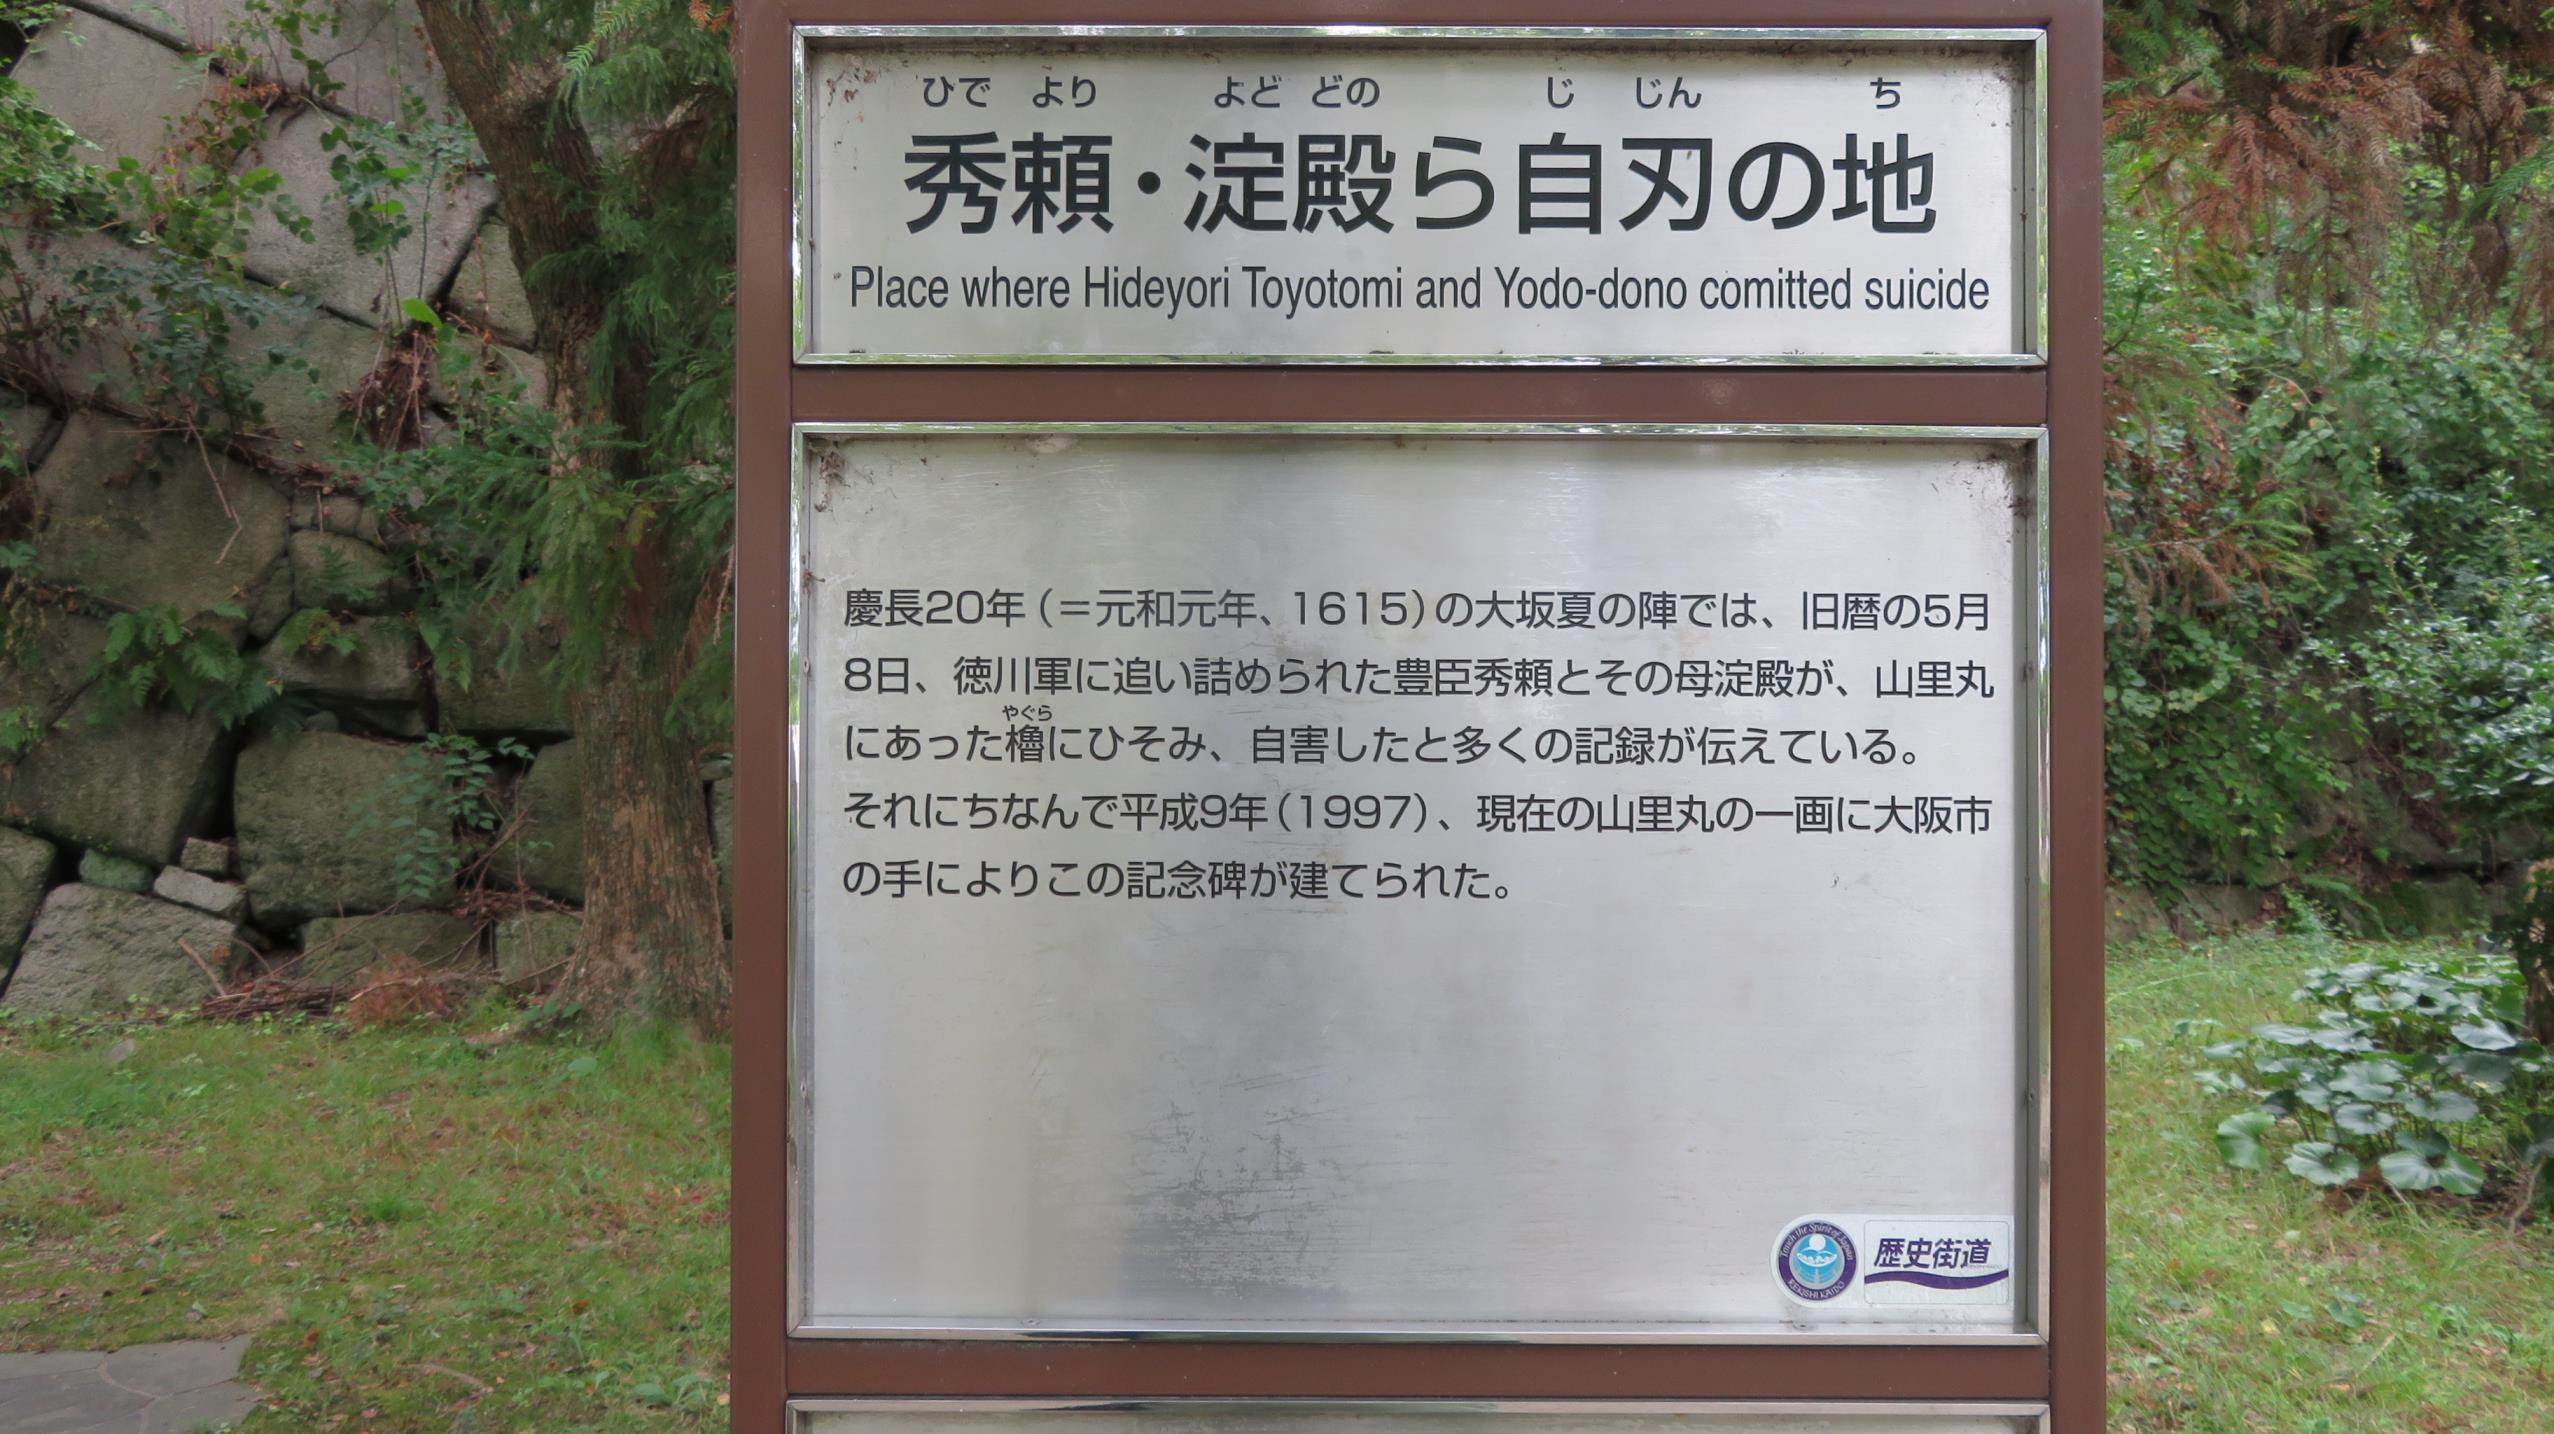 ひで より よど どの じ じん ち
秀頼・淀殿ら自刃の地
Place where Hideyori Toyotomi and Yodo-dono comitted suicide
慶長20年(=元和元年、1615)の大坂夏の陣では、旧暦の5月
8日、徳川軍に追い詰められた豊臣秀頼とその母淀殿が、山里丸
やぐら
にあった櫓にひそみ、自害したと多くの記録が伝えている。
それにちなんで平成9年(1997)、現在の山里丸の一画に大阪市
の手によりこの記念碑が建てられた。
Touch the Spirit of Japan
REKISHI KAIDO
歴史街道